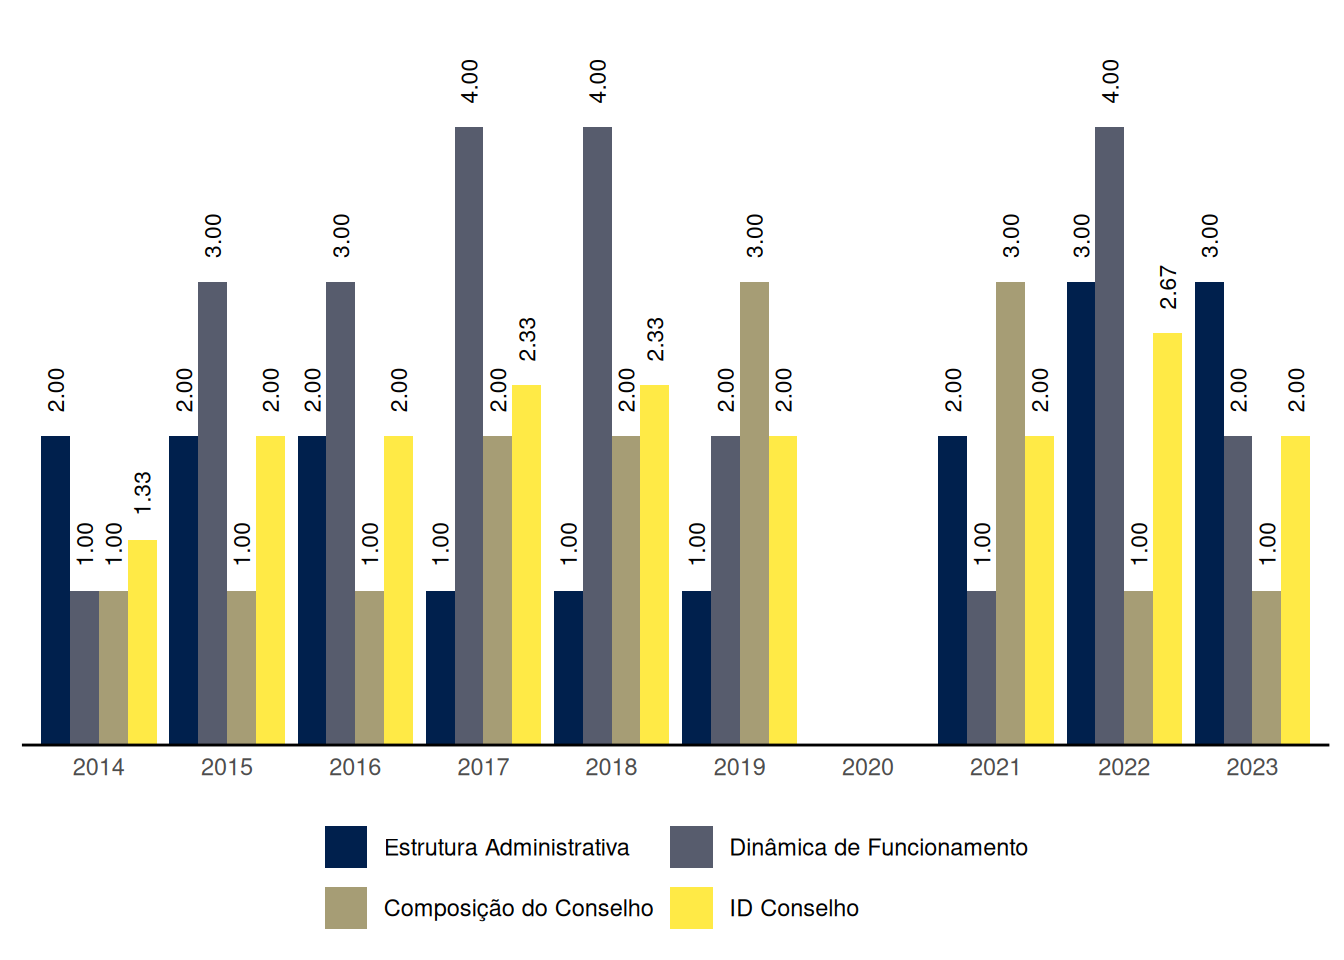 4.00 4.00 4.00
3.00 3.00 3.00 3.00 3.00 3.00
2.67
2.33 2.33
2.00 2.00 2.00 2.00 2.00 2.00 2.00 2.00 2.00 2.00 2.00 2.00 2.00
1.33
1.00 1.00 1.00 1.00 1.00 1.00 1.00 1.00 1.00 1.00
2014 2015 2016 2017 2018 2019 2020 2021 2022 2023
Estrutura Administrativa Dinâmica de Funcionamento
Composição do Conselho ID Conselho